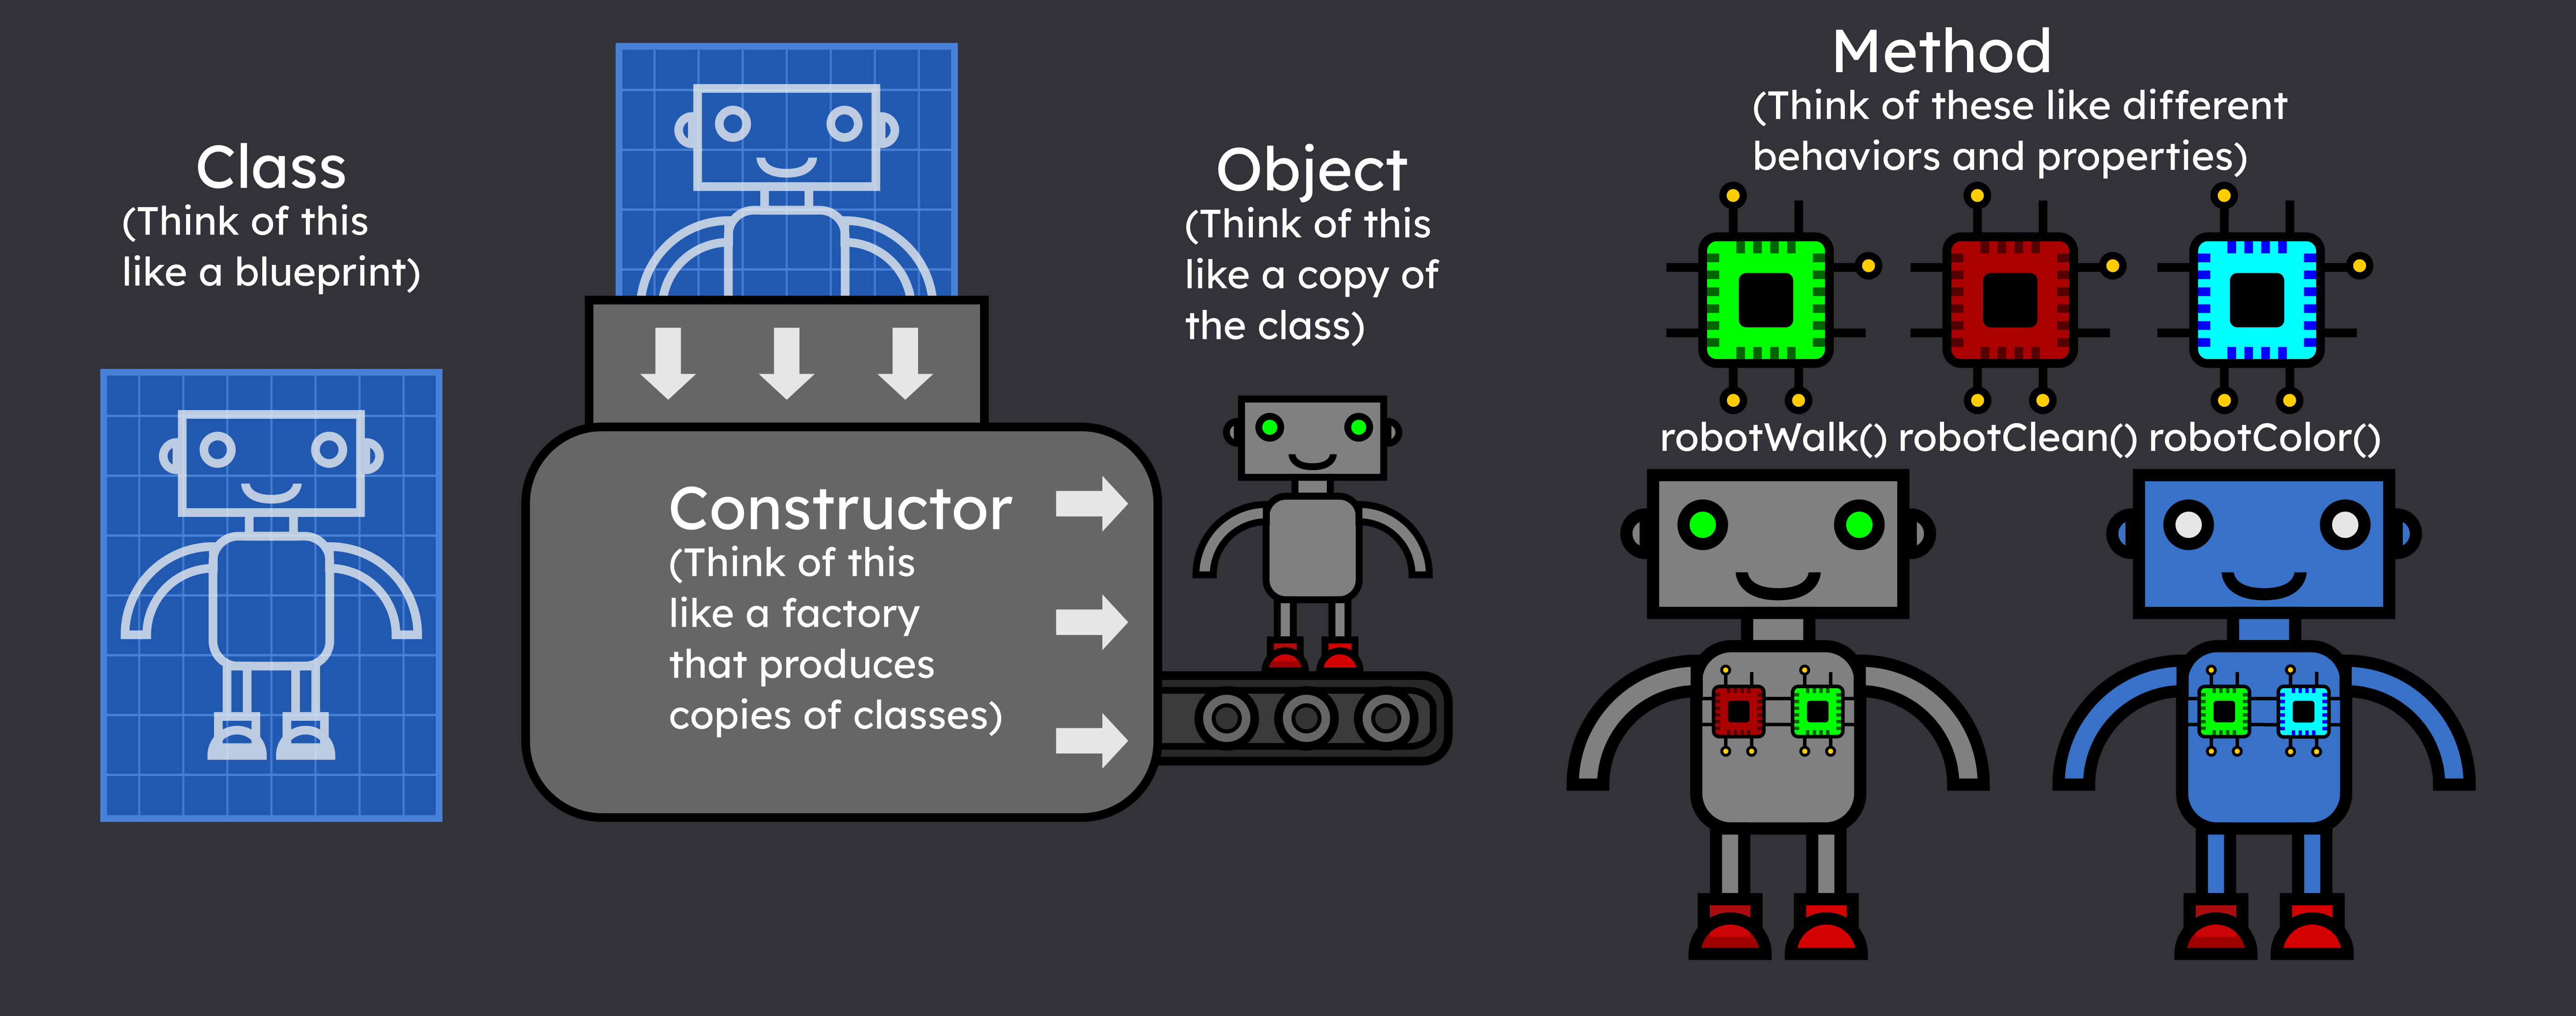 Class
(Think of this
like a blueprint)
Constructor
(Think of this
like a factory
that produces
copies of classes)
Object
(Think of this
like a copy of
the class)
Method
(Think of these like different
behaviors and properties)
robotWalk() robotClean() robotColor()